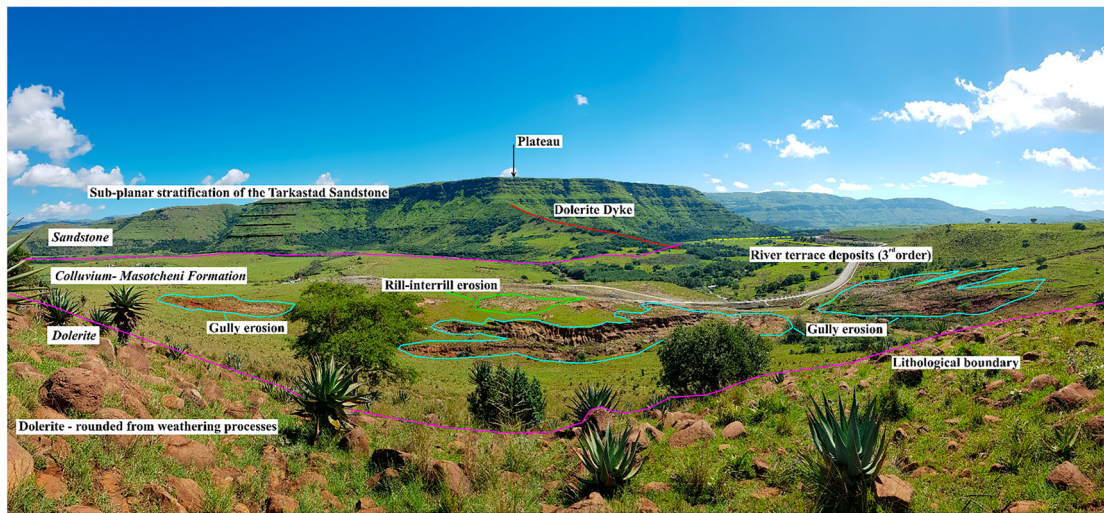 Plateau
Sub-planar stratification of the Tarkastad Sandstone
Dolerite Dyke
Sandstone
River terrace deposits (3rd order)
Colluvium- Masotcheni Formation
Rill-interrill erosion
Gully erosion
Gully erosion
Dolerite
Lithological boundary
Dolerite - rounded from weathering processes